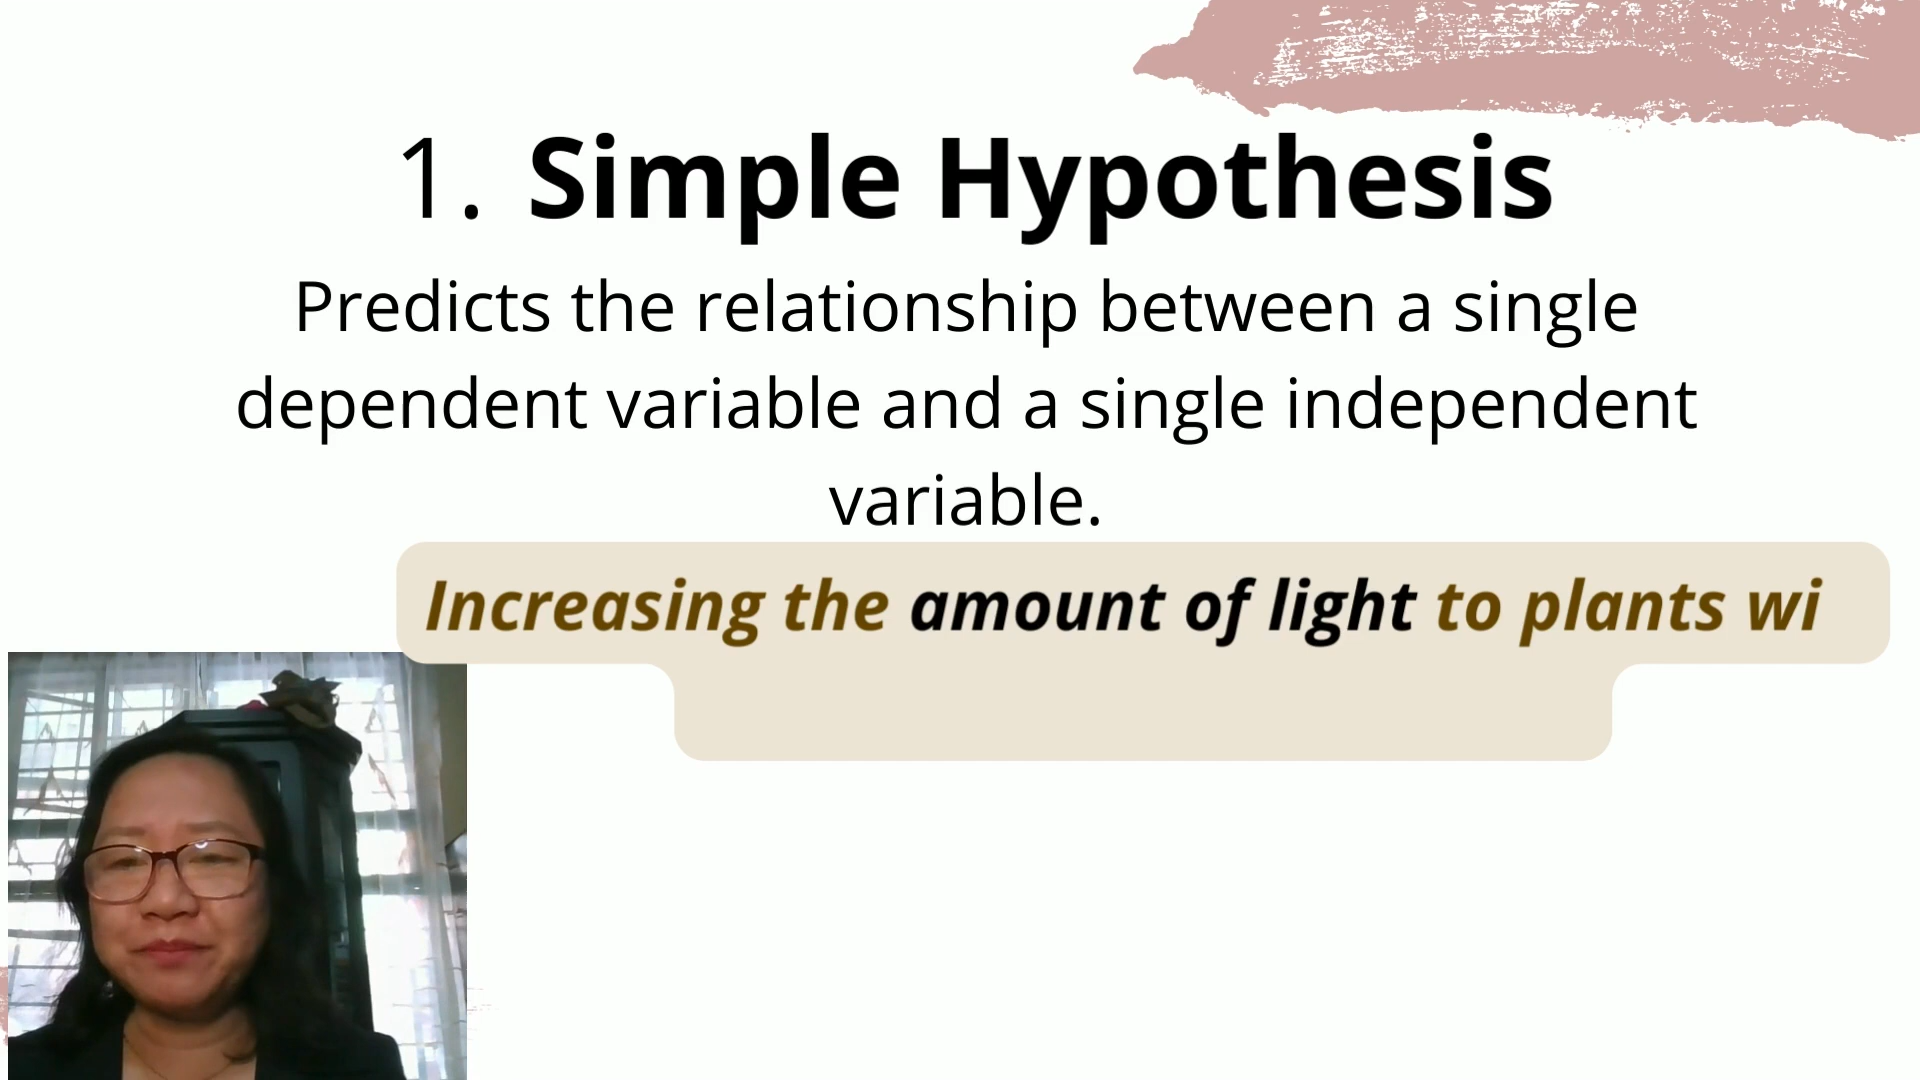 1. Simple Hypothesis
Predicts the relationship between a single
dependent variable and a single independent
variable.
Increasing the amount of light to plants wi